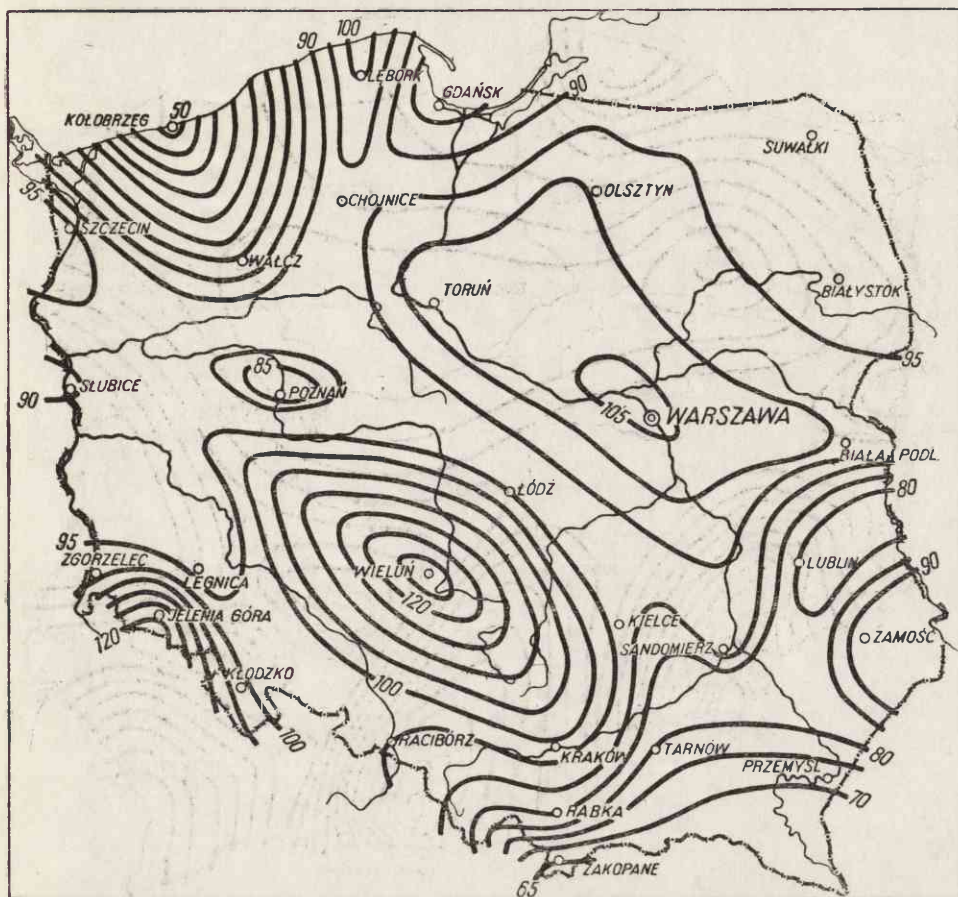 90
100
LĘBORK
GDAŃSK
90
50
KOŁOBRZEG
SUWAŁKI
95
CHOJNICE
OLSZTYN
SZCZECIN
WAŁCZ
TORUŃ
BIAŁYSTOK
95
85
POZNAŃ
SŁUBICE
90
105
WARSZAWA
BIAŁA PODL.
80
ŁÓDŹ
95
ZGORZELEC
LEGNICA
WIELUŃ
120
LUBLIN
90
JELENIA GÓRA
120
KIELCE
SANDOMIERZ
ZAMOŚĆ
KŁODZKO
100
100
RACIBÓRZ
KRAKÓW
TARNÓW
80
PRZEMYŚL
70
RABKA
ZAKOPANE
65